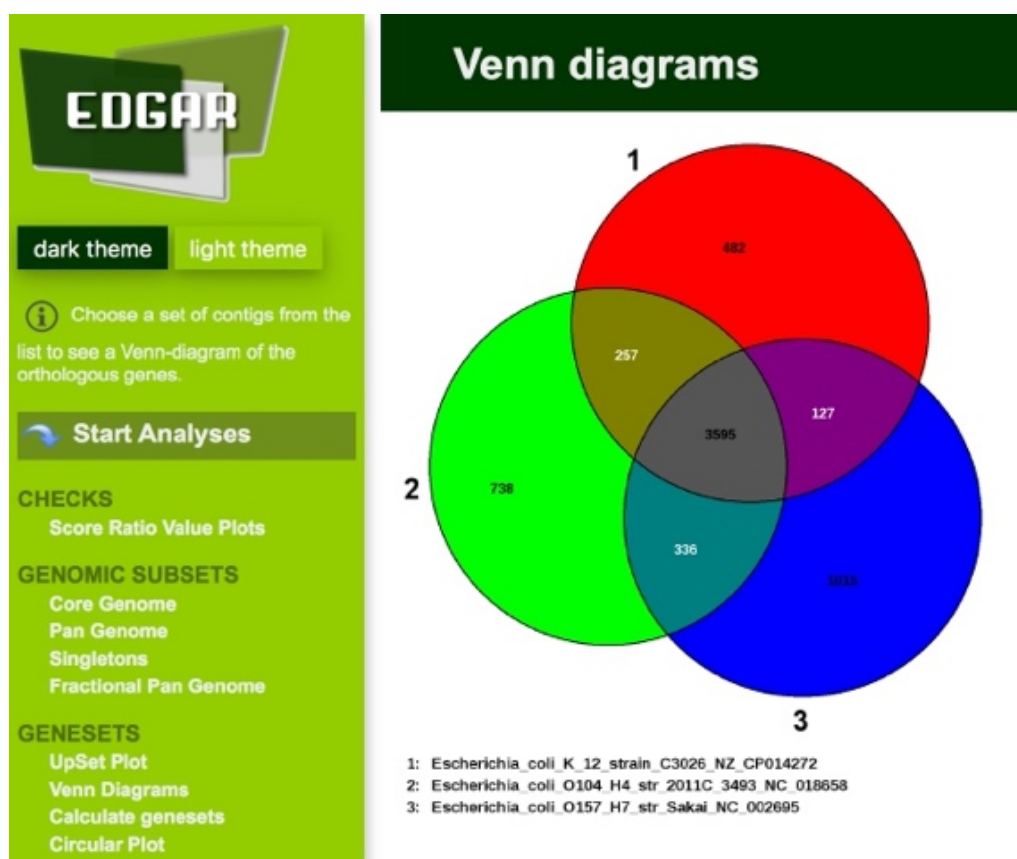 EDGAR
dark theme
light theme
Choose a set of contigs from the
list to see a Venn-diagram of the
orthologous genes.
Start Analyses
CHECKS
Score Ratio Value Plots
GENOMIC SUBSETS
Core Genome
Pan Genome
Singletons
Fractional Pan Genome
GENESETS
UpSet Plot
Venn Diagrams
Calculate genesets
Circular Plot
Venn diagrams
1
482
257
127
3595
2
738
336
3
1: Escherichia_coli_K_12_strain_C3026_NZ_CP014272
2: Escherichia_coli_O104_H4_str_2011C_3493_NC_018658
3: Escherichia_coli_O157_H7_str_Sakai_NC_002695